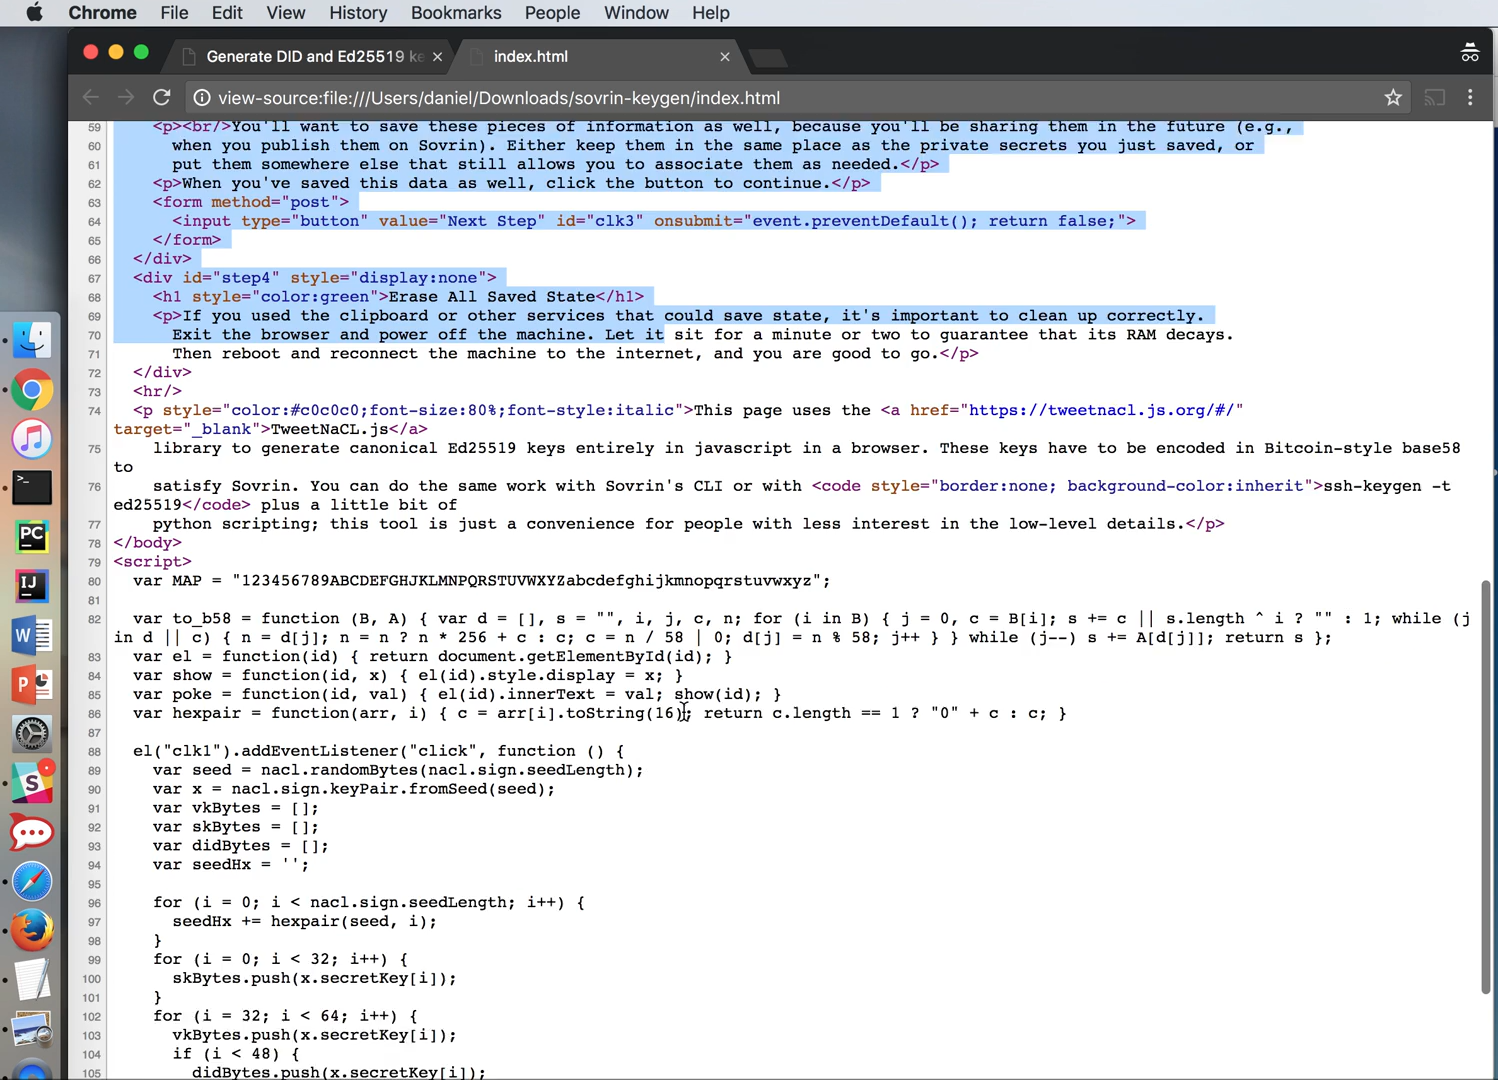 Chrome File Edit View History Bookmarks People Window Help
Generate DID and Ed25519 ke
index.html
view-source:file:///Users/daniel/Downloads/sovrin-keygen/index.html
59 <p><br/>You'll want to save these pieces of information as well, because you'll be sharing them in the future (e.g.,
60 when you publish them on Sovrin). Either keep them in the same place as the private secrets you just saved, or
61 put them somewhere else that still allows you to associate them as needed.</p>
62 <p>When you've saved this data as well, click the button to continue.</p>
63 <form method="post">
64 <input type="button" value="Next Step" id="clk3" onsubmit="event.preventDefault(); return false;">
65 </form>
66 </div>
67 <div id="step4" style="display:none">
68 <h1 style="color:green">Erase All Saved State</h1>
69 <p>If you used the clipboard or other services that could save state, it's important to clean up correctly.
70 Exit the browser and power off the machine. Let it sit for a minute or two to guarantee that its RAM decays.
71 Then reboot and reconnect the machine to the internet, and you are good to go.</p>
72 </div>
73 <hr/>
74 <p style="color:#c0c0c0;font-size:80%;font-style:italic">This page uses the <a href="https://tweetnacl.js.org/#/"
target="_blank">TweetNaCL.js</a>
75 library to generate canonical Ed25519 keys entirely in javascript in a browser. These keys have to be encoded in Bitcoin-style base58
to
76 satisfy Sovrin. You can do the same work with Sovrin's CLI or with <code style="border:none; background-color:inherit">ssh-keygen -t
ed25519</code> plus a little bit of
77 python scripting; this tool is just a convenience for people with less interest in the low-level details.</p>
78 </body>
79 <script>
80 var MAP = "123456789ABCDEFGHJKLMNPQRSTUVWXYZabcdefghijkmnopqrstuvwxyz";
81
82 var to_b58 = function (B, A) { var d = [], s = "", i, j, c, n; for (i in B) { j = 0, c = B[i]; s += c || s.length ^ i ? "" : 1; while (j
in d || c) { n = d[j]; n = n ? n * 256 + c : c; c = n / 58 | 0; d[j] = n % 58; j++ } } while (j--) s += A[d[j]]; return s };
83 var el = function(id) { return document.getElementById(id); }
84 var show = function(id, x) { el(id).style.display = x; }
85 var poke = function(id, val) { el(id).innerText = val; show(id); }
86 var hexpair = function(arr, i) { c = arr[i].toString(16); return c.length == 1 ? "0" + c : c; }
87
88 el("clk1").addEventListener("click", function () {
89 var seed = nacl.randomBytes(nacl.sign.seedLength);
90 var x = nacl.sign.keyPair.fromSeed(seed);
91 var vkBytes = [];
92 var skBytes = [];
93 var didBytes = [];
94 var seedHx = '';
95
96 for (i = 0; i < nacl.sign.seedLength; i++) {
97 seedHx += hexpair(seed, i);
98 }
99 for (i = 0; i < 32; i++) {
100 skBytes.push(x.secretKey[i]);
101 }
102 for (i = 32; i < 64; i++) {
103 vkBytes.push(x.secretKey[i]);
104 if (i < 48) {
105 didBytes.push(x.secretKey[i]);
PC
IJ
W
P
S